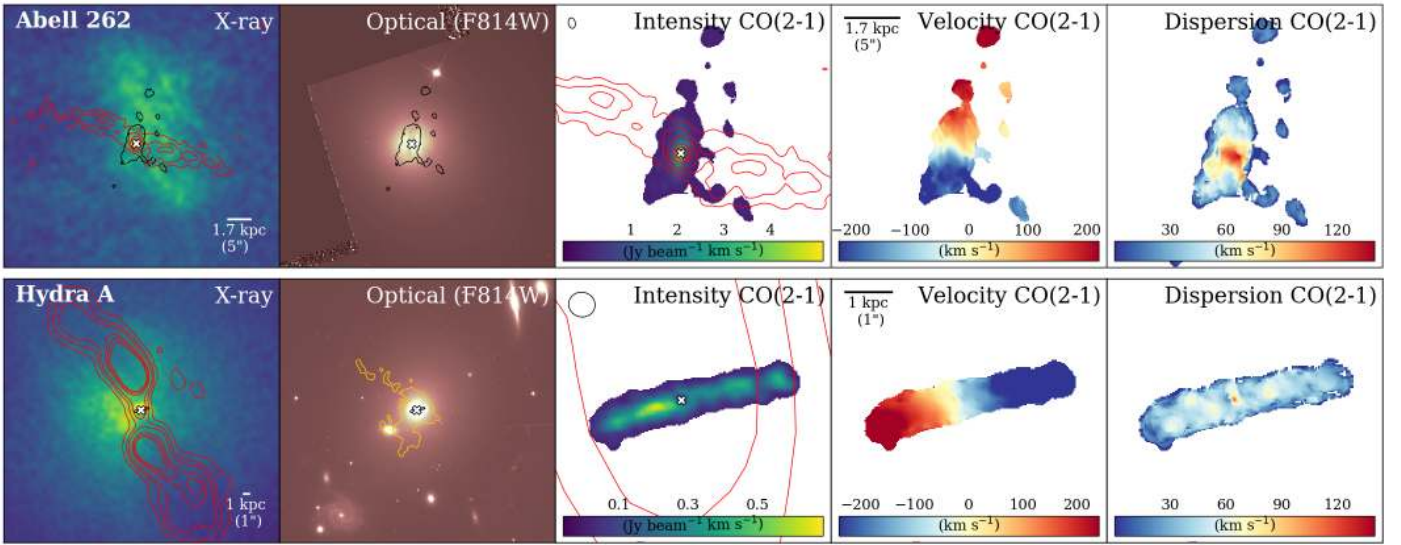 Abell 262 X-ray
Optical (F814W)
Intensity CO(2-1)
Velocity CO(2-1)
Dispersion CO(2-1)
1.7 kpc
(5")
1.7 kpc
(5")
1 2 3 4
(Jy beam⁻¹ km s⁻¹)
−200 −100 0 100 200
(km s⁻¹)
30 60 90 120
(km s⁻¹)
Hydra A X-ray
Optical (F814W)
Intensity CO(2-1)
Velocity CO(2-1)
Dispersion CO(2-1)
1 kpc
(1")
1 kpc
(1")
0.1 0.3 0.5
(Jy beam⁻¹ km s⁻¹)
−200 −100 0 100 200
(km s⁻¹)
30 60 90 120
(km s⁻¹)